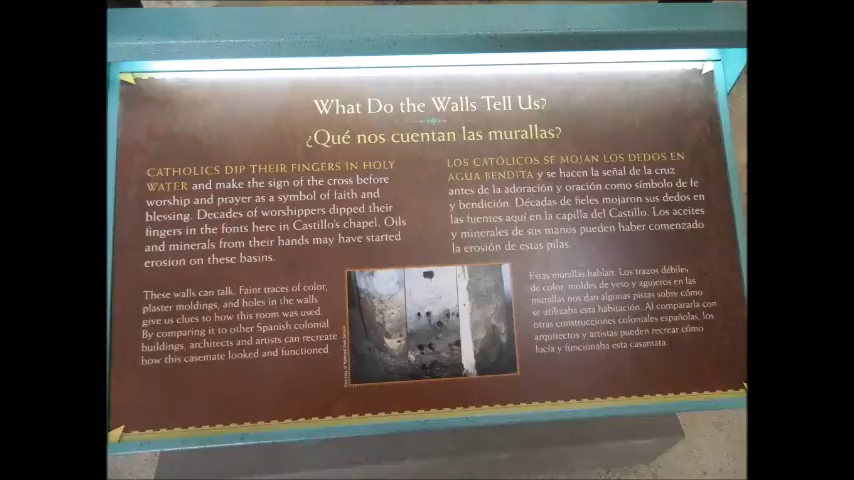 What Do the Walls Tell Us?
¿Qué nos cuentan las murallas?
CATHOLICS DIP THEIR FINGERS IN HOLY
WATER and make the sign of the cross before
worship and prayer as a symbol of faith and
blessing. Decades of worshippers dipped their
fingers in the fonts here in Castillo's chapel. Oils
and minerals from their hands may have started
erosion on these basins.
These walls can talk. Faint traces of color,
plaster moldings, and holes in the walls
give us clues to how this room was used.
By comparing it to other Spanish colonial
buildings, architects and artists can recreate
how this casemate looked and functioned.
LOS CATÓLICOS SE MOJAN LOS DEDOS EN
AGUA BENDITA y se hacen la señal de la cruz
antes de la adoración y oración como símbolo de fe
y bendición. Décadas de fieles mojaron sus dedos en
las fuentes aquí en la capilla del Castillo. Los aceites
y minerales de sus manos pueden haber comenzado
la erosión de estas pilas.
Estas murallas hablan. Los trazos débiles
de color, moldes de yeso y agujeros en las
murallas nos dan algunas pistas sobre cómo
se utilizaba esta habitación. Al compararla con
otras construcciones coloniales españolas, los
arquitectos y artistas pueden recrear cómo
lucía y funcionaba esta casamata.